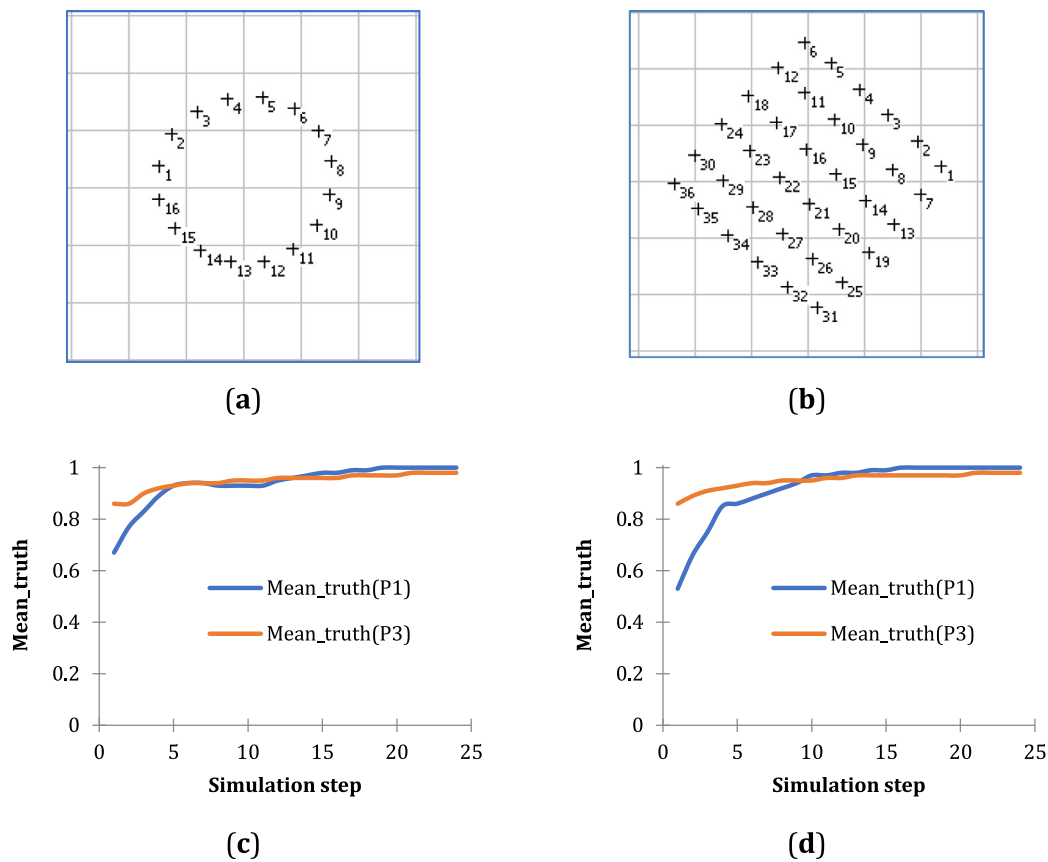 1 2 3 4 5 6 7 8 9 10 11 12 13 14 15 16
(a)
1 2 3 4 5 6 7 8 9 10 11 12 13 14 15 16 17 18 19 20 21 22 23 24 25 26 27 28 29 30 31 32 33 34 35 36
(b)
Mean_truth
1
0.8
0.6
0.4
0.2
0
Mean_truth(P1)
Mean_truth(P3)
0 5 10 15 20 25
Simulation step
(c)
Mean_truth
1
0.8
0.6
0.4
0.2
0
Mean_truth(P1)
Mean_truth(P3)
0 5 10 15 20 25
Simulation step
(d)